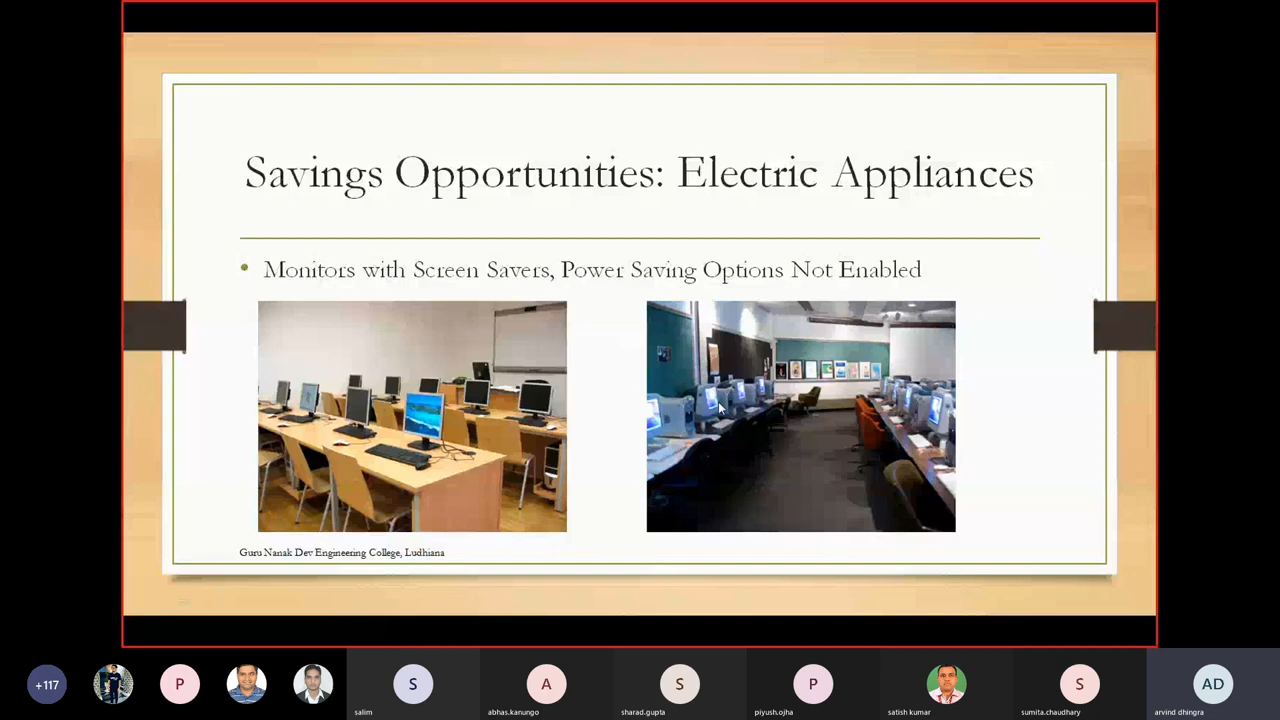 Savings Opportunities: Electric Appliances
• Monitors with Screen Savers, Power Saving Options Not Enabled
Guru Nanak Dev Engineering College, Ludhiana
+117
P
S
A
S
P
S
AD
salim
abhas.kanungo
sharad.gupta
piyush.ojha
satish kumar
sumita.chaudhary
arvind dhingra